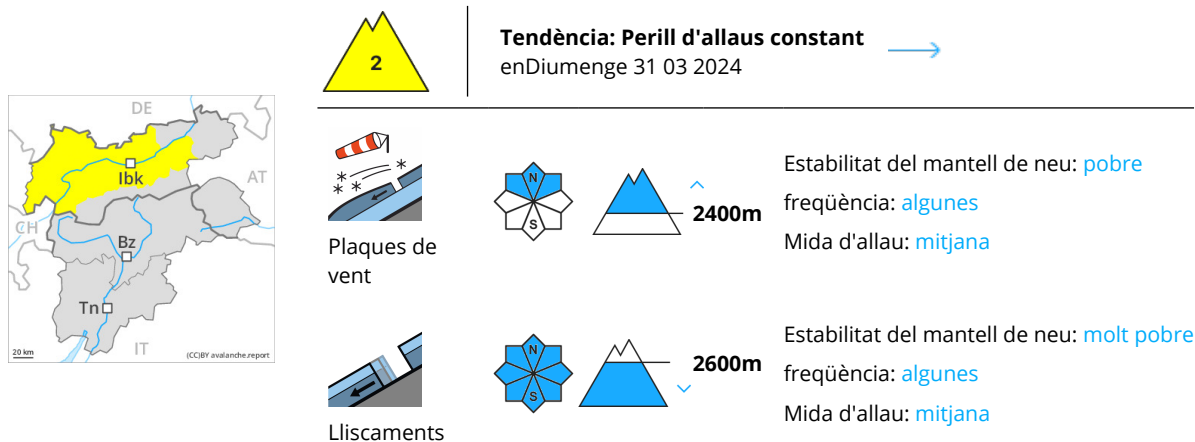 2
Tendència: Perill d'allaus constant
enDiumenge 31 03 2024
DE
Ibk
AT
CH
Bz
Tn
IT
20 km
(CC)BY avalanche.report
Plaques de
vent
N
S
2400m
Estabilitat del mantell de neu: pobre
freqüència: algunes
Mida d'allau: mitjana
Lliscaments
N
S
2600m
Estabilitat del mantell de neu: molt pobre
freqüència: algunes
Mida d'allau: mitjana